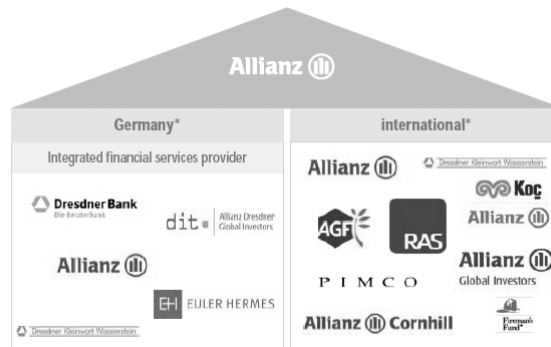 Allianz
Germany*
international*
Integrated financial services provider
Dresdner Bank
Die Beraterbank
dit
Allianz Dresdner
Global Investors
Allianz
EH EULER HERMES
Dresdner Kleinwort Wasserstein
Allianz
Dresdner Kleinwort Wasserstein
Koç
Allianz
AGF
RAS
Allianz
Global Investors
PIMCO
Allianz Cornhill
Fireman's
Fund®